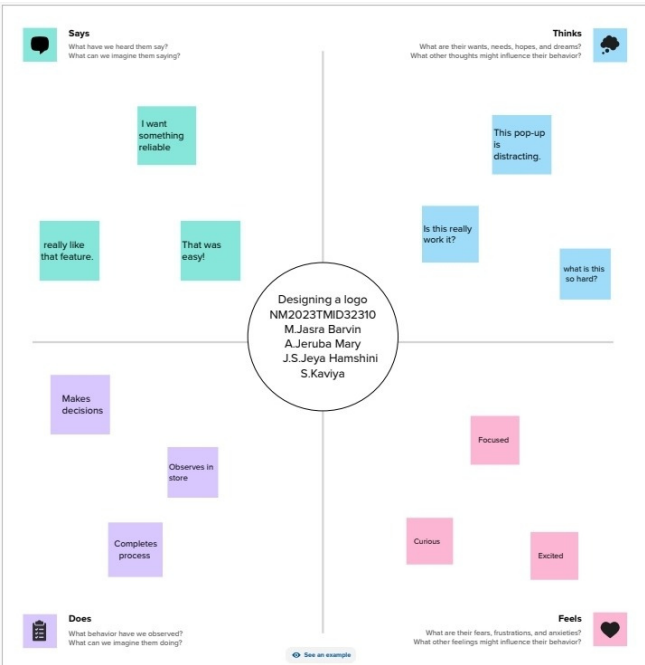 Says
What have we heard them say?
What can we imagine them saying?
Thinks
What are their wants, needs, hopes, and dreams?
What other thoughts might influence their behavior?
I want
something
reliable
really like
that feature.
That was
easy!
This pop-up
is
distracting.
Is this really
work it?
what is this
so hard?
Designing a logo
NM2023TMID32310
M.Jasra Barvin
A.Jeruba Mary
J.S.Jeya Hamshini
S.Kaviya
Makes
decisions
Observes in
store
Completes
process
Focused
Curious
Excited
Does
What behavior have we observed?
What can we imagine them doing?
Feels
What are their fears, frustrations, and anxieties?
What other feelings might influence their behavior?
See an example